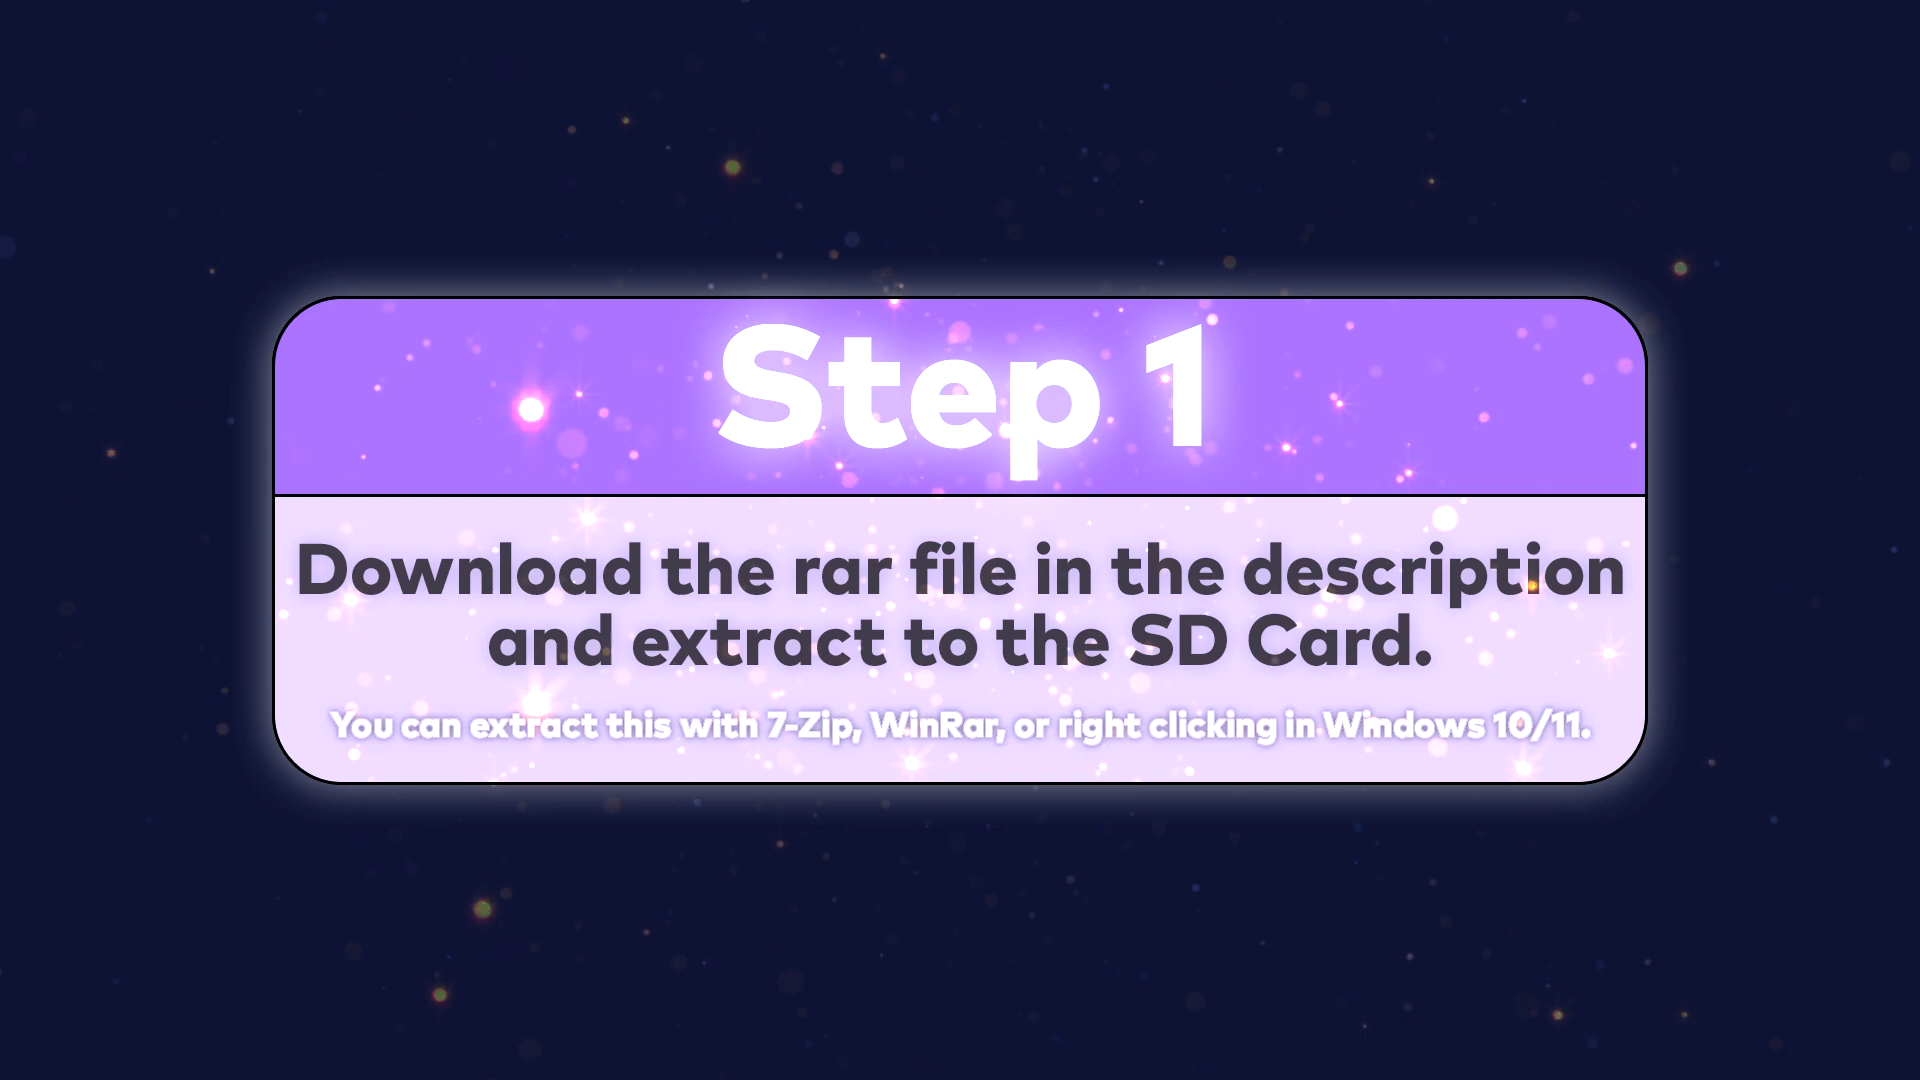 Step 1
Download the rar file in the description
and extract to the SD Card.
You can extract this with 7-Zip, WinRar, or right clicking in Windows 10/11.